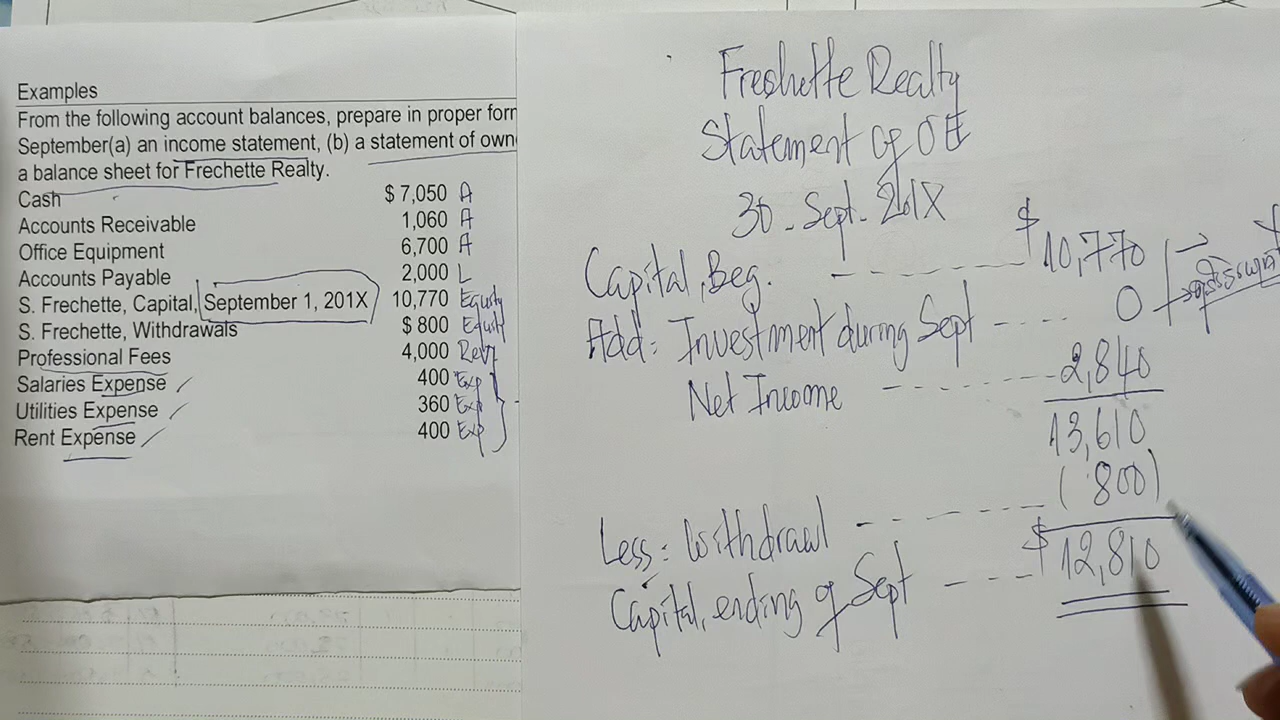 Examples
From the following account balances, prepare in proper form
September(a) an income statement, (b) a statement of own
a balance sheet for Frechette Realty.
Cash $ 7,050 A
Accounts Receivable 1,060 A
Office Equipment 6,700 A
Accounts Payable 2,000 L
S. Frechette, Capital, September 1, 201X 10,770 Equity
S. Frechette, Withdrawals $ 800 Equit
Professional Fees 4,000 Rev
Salaries Expense 400 Exp
Utilities Expense 360 Exp
Rent Expense 400 Exp
Freshette Realty
Statement of OE
30 - Sept - 201X
Capital, Beg. $ 10,770
Add: Investment during Sept 0
Net Income 2,840
13,610
Less: Withdrawl (800)
Capital, ending of Sept $ 12,810